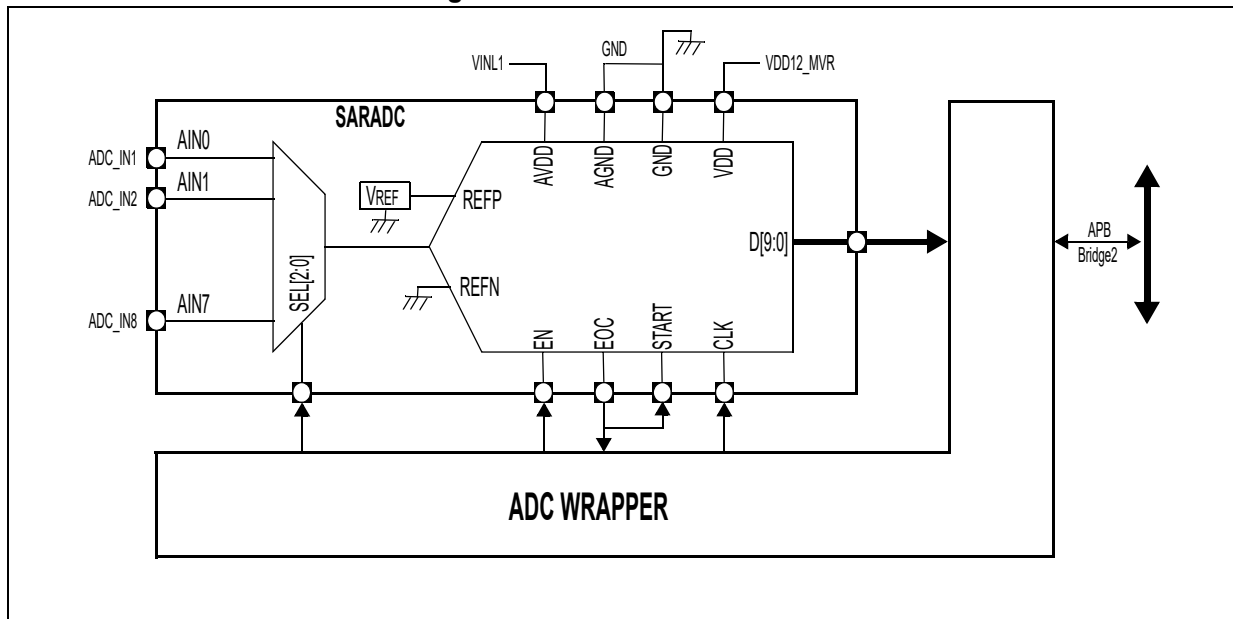 GND
VINL1
VDD12_MVR
SARADC
ADC_IN1
AIN0
ADC_IN2
AIN1
ADC_IN8
AIN7
SEL[2:0]
VREF
REFP
REFN
AVDD
AGND
GND
VDD
D[9:0]
EN
EOC
START
CLK
APB
Bridge2
ADC WRAPPER